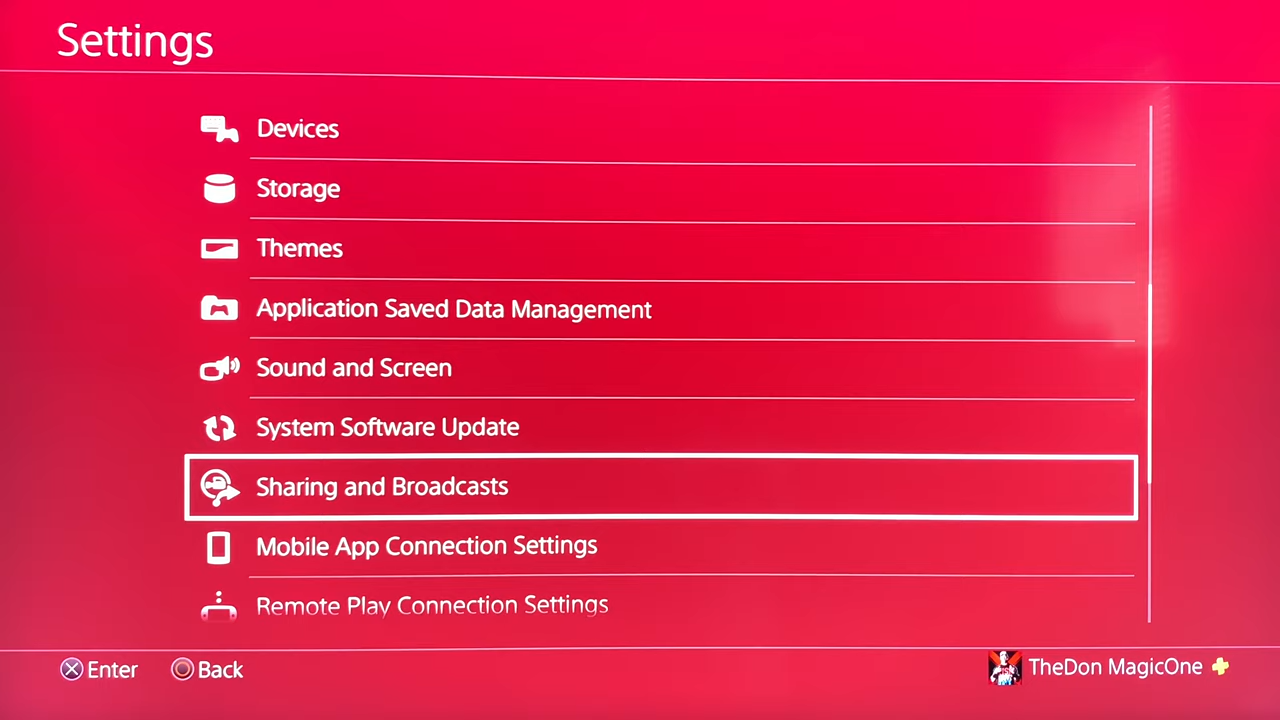 Settings
Devices
Storage
Themes
Application Saved Data Management
Sound and Screen
System Software Update
Sharing and Broadcasts
Mobile App Connection Settings
Remote Play Connection Settings
Enter
Back
TheDon MagicOne